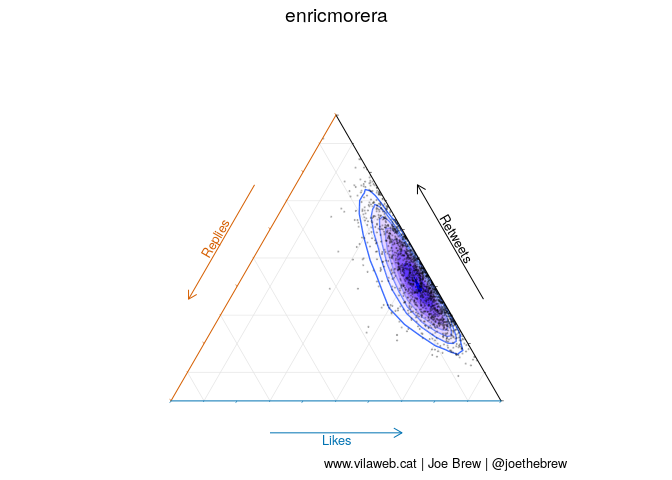 enricmorera
Replies
Retweets
Likes
www.vilaweb.cat | Joe Brew | @joethebrew